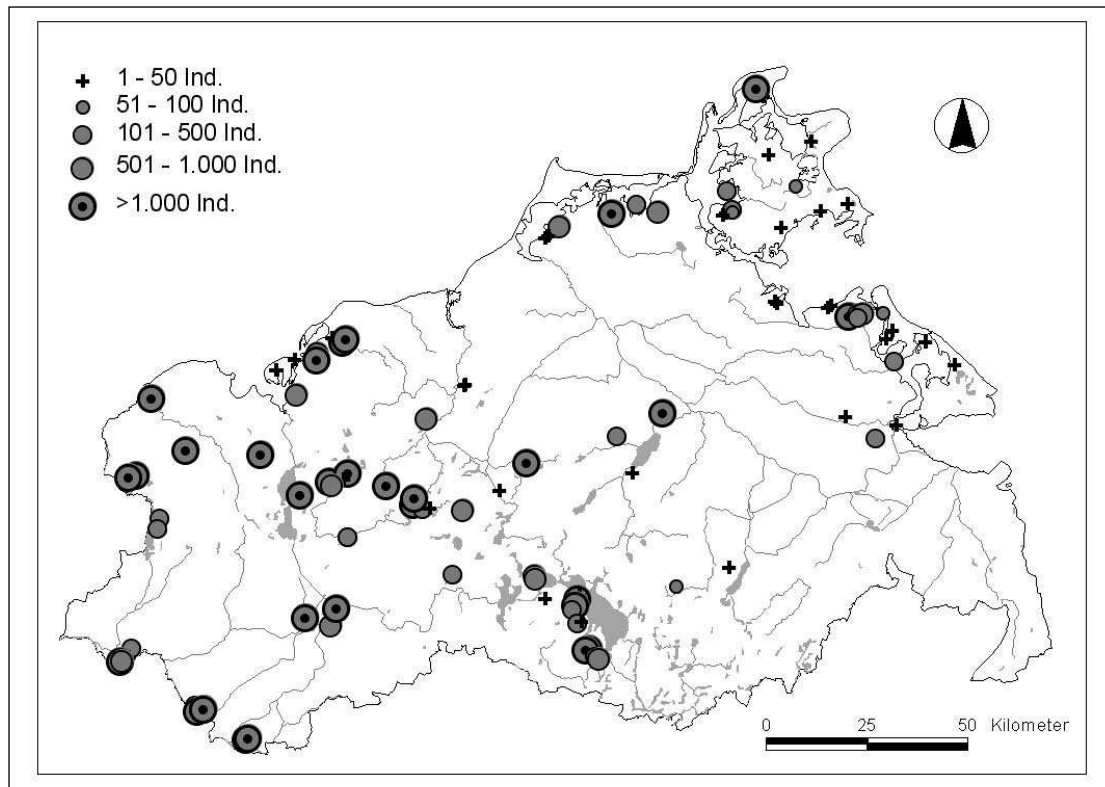 1 - 50 Ind.
51 - 100 Ind.
101 - 500 Ind.
501 - 1.000 Ind.
>1.000 Ind.
0 25 50 Kilometer